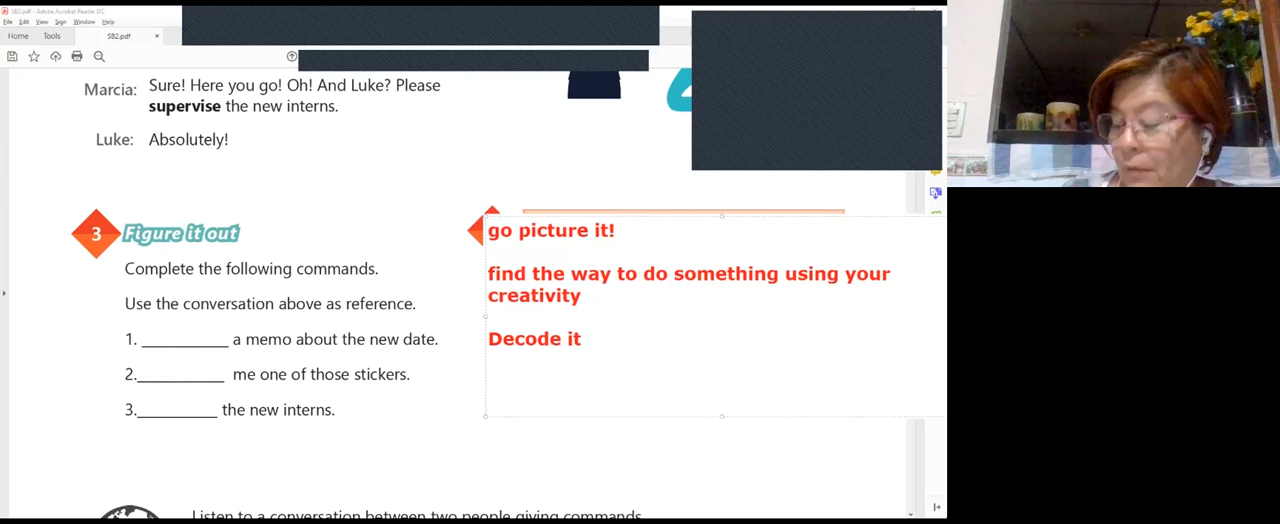 SB2.pdf - Adobe Acrobat Reader DC
File Edit View Sign Window Help
Home Tools SB2.pdf ×
Marcia: Sure! Here you go! Oh! And Luke? Please
supervise the new interns.
Luke: Absolutely!
3 Figure it out
Complete the following commands.
Use the conversation above as reference.
1. __________ a memo about the new date.
2.__________ me one of those stickers.
3._________ the new interns.
go picture it!
find the way to do something using your
creativity
Decode it
Listen to a conversation between two people giving commands